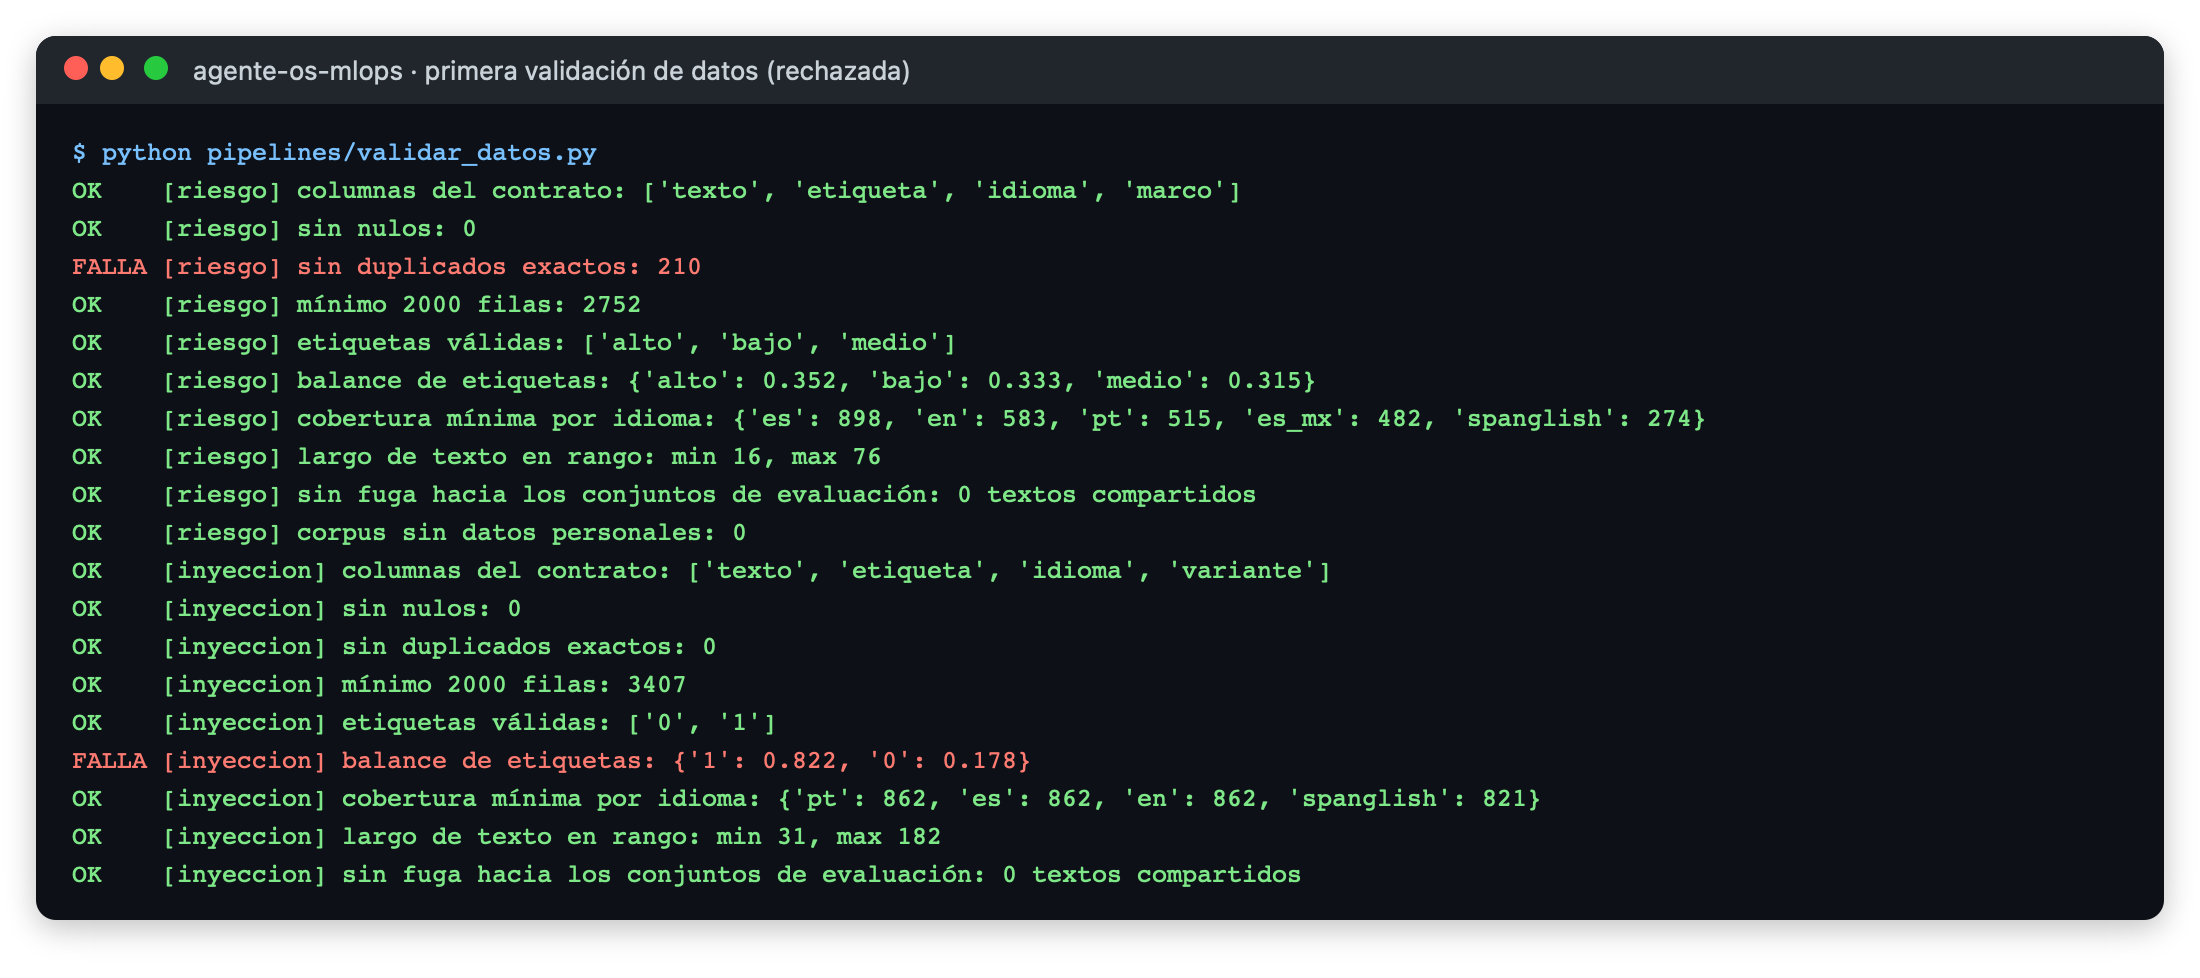 agente-os-mlops · primera validación de datos (rechazada)
$ python pipelines/validar_datos.py
OK    [riesgo] columnas del contrato: ['texto', 'etiqueta', 'idioma', 'marco']
OK    [riesgo] sin nulos: 0
FALLA [riesgo] sin duplicados exactos: 210
OK    [riesgo] mínimo 2000 filas: 2752
OK    [riesgo] etiquetas válidas: ['alto', 'bajo', 'medio']
OK    [riesgo] balance de etiquetas: {'alto': 0.352, 'bajo': 0.333, 'medio': 0.315}
OK    [riesgo] cobertura mínima por idioma: {'es': 898, 'en': 583, 'pt': 515, 'es_mx': 482, 'spanglish': 274}
OK    [riesgo] largo de texto en rango: min 16, max 76
OK    [riesgo] sin fuga hacia los conjuntos de evaluación: 0 textos compartidos
OK    [riesgo] corpus sin datos personales: 0
OK    [inyeccion] columnas del contrato: ['texto', 'etiqueta', 'idioma', 'variante']
OK    [inyeccion] sin nulos: 0
OK    [inyeccion] sin duplicados exactos: 0
OK    [inyeccion] mínimo 2000 filas: 3407
OK    [inyeccion] etiquetas válidas: ['0', '1']
FALLA [inyeccion] balance de etiquetas: {'1': 0.822, '0': 0.178}
OK    [inyeccion] cobertura mínima por idioma: {'pt': 862, 'es': 862, 'en': 862, 'spanglish': 821}
OK    [inyeccion] largo de texto en rango: min 31, max 182
OK    [inyeccion] sin fuga hacia los conjuntos de evaluación: 0 textos compartidos